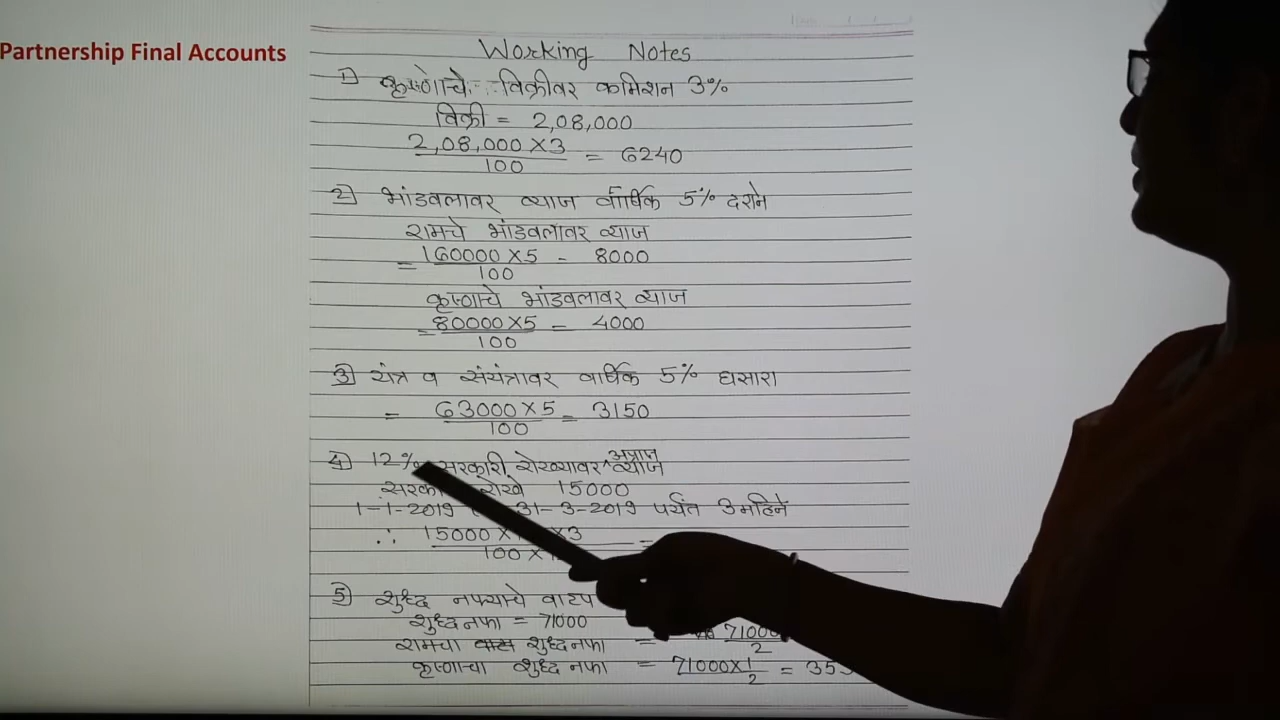 Partnership Final Accounts
Working Notes
1) कृष्णाचे विक्रीवर कमिशन 3%
विक्री = 2,08,000
2,08,000 X 3 / 100 = 6240
2) भांडवलावर व्याज वार्षिक 5% दराने
रामचे भांडवलावर व्याज
= 160000 X 5 / 100 - 8000
कृष्णाचे भांडवलावर व्याज
= 80000 X 5 / 100 = 4000
3) यंत्र व संयंत्रावर वार्षिक 5% घसारा
= 63000 X 5 / 100 = 3150
4) 12% सरकारी रोख्यावर ^ अप्राप्त व्याज
रोखे 15000
1-1-2019 31-3-2019 पर्यंत 3 महिने
∴ 15000 X X 3 / 100 X =
5) शुध्द नफ्याचे
शुध्द नफा = 71000
रामचा शुध्द नफा = 71000 / 2
कृष्णाचा शुध्द नफा = 71000 X 1 / 2 =